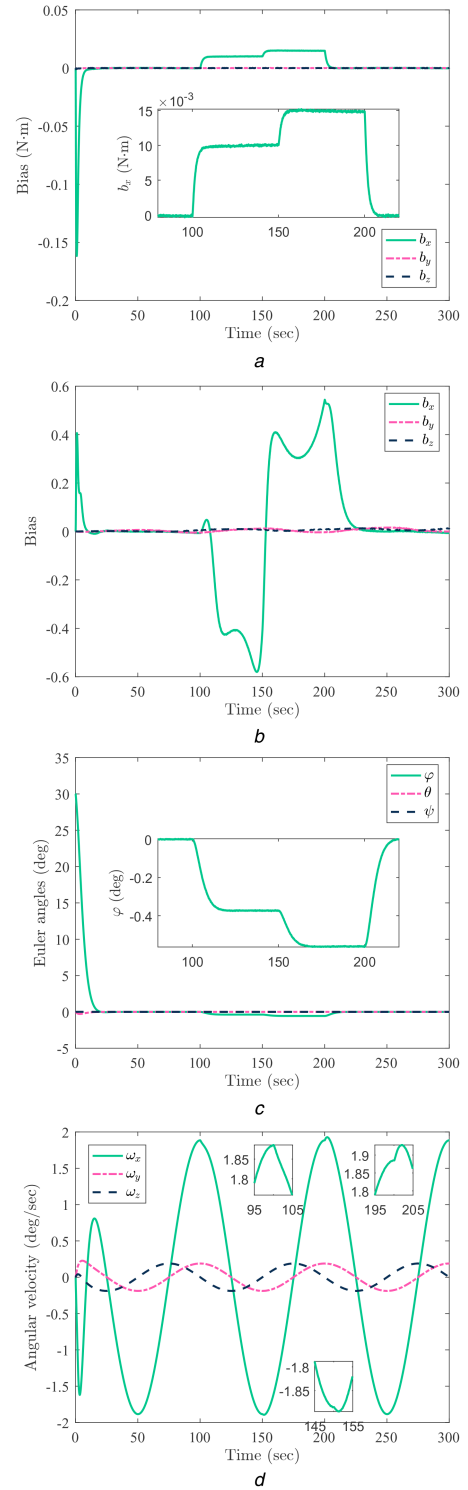 0.05
0
-0.05
-0.1
-0.15
-0.2
Bias (N·m)
×10⁻³
15
10
5
0
bₓ (N·m)
100 150 200
bₓ
b_y
b_z
0 50 100 150 200 250 300
Time (sec)
a
0.6
0.4
0.2
0
-0.2
-0.4
-0.6
Bias
bₓ
b_y
b_z
0 50 100 150 200 250 300
Time (sec)
b
35
30
25
20
15
10
5
0
-5
Euler angles (deg)
φ
θ
ψ
0
-0.2
-0.4
φ (deg)
100 150 200
0 50 100 150 200 250 300
Time (sec)
c
2
1.5
1
0.5
0
-0.5
-1
-1.5
-2
Angular velocity (deg/sec)
ωₓ
ω_y
ω_z
1.85
1.8
95 105
1.9
1.85
1.8
195 205
-1.8
-1.85
145 155
0 50 100 150 200 250 300
Time (sec)
d